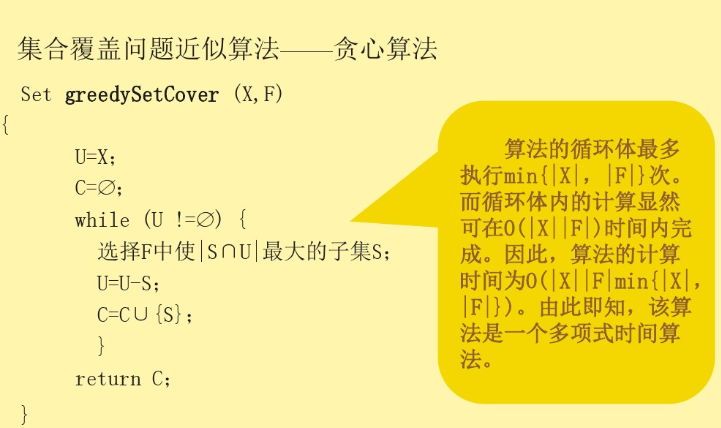 集合覆盖问题近似算法——贪心算法
Set greedySetCover (X,F)
{
U=X;
C=∅;
while (U !=∅) {
选择F中使|S∩U|最大的子集S;
U=U-S;
C=C∪{S};
}
return C;
}
算法的循环体最多
执行min{|X|, |F|}次。
而循环体内的计算显然
可在O(|X||F|)时间内完
成。因此，算法的计算
时间为O(|X||F|min{|X|,
|F|})。由此即知，该算
法是一个多项式时间算
法。